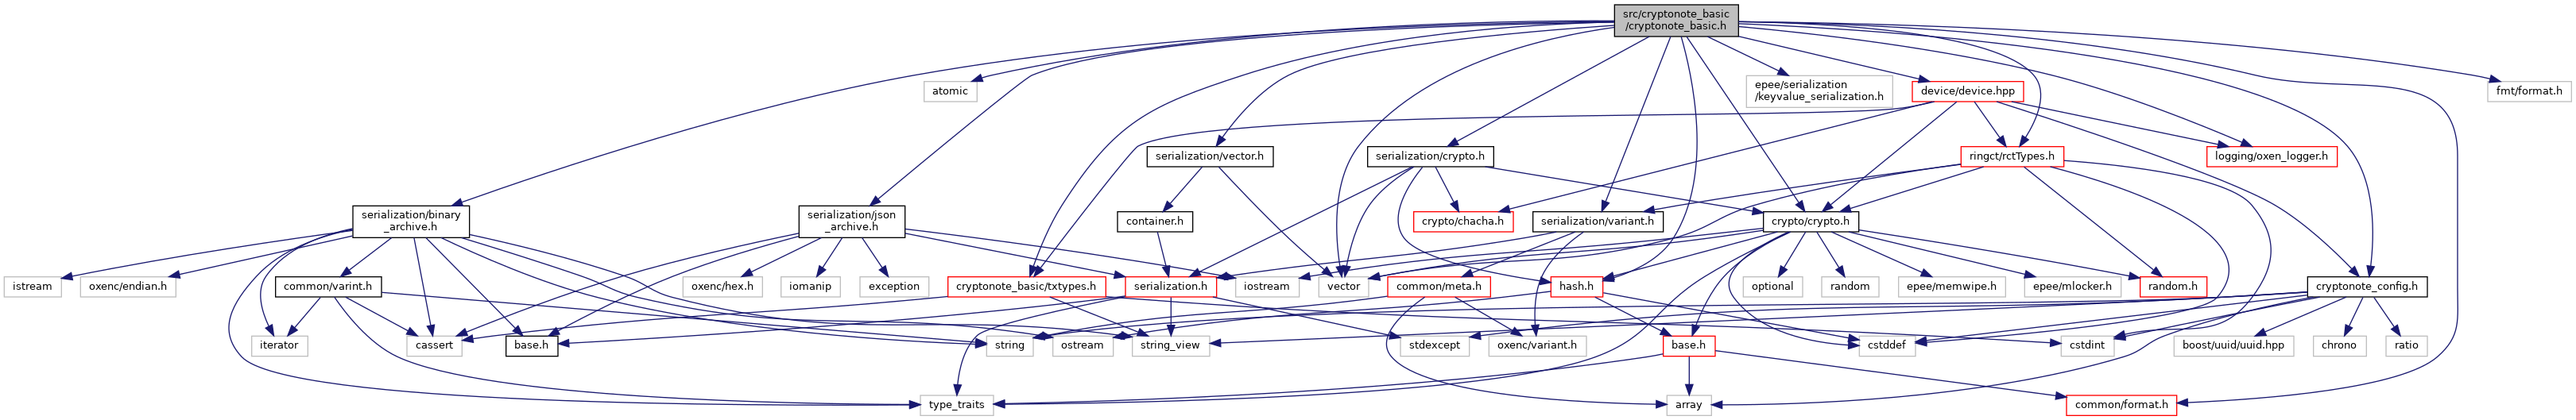 src/cryptonote_basic
/cryptonote_basic.h
atomic
epee/serialization
/keyvalue_serialization.h
device/device.hpp
fmt/format.h
serialization/vector.h
serialization/crypto.h
ringct/rctTypes.h
logging/oxen_logger.h
serialization/binary
_archive.h
serialization/json
_archive.h
container.h
crypto/chacha.h
serialization/variant.h
crypto/crypto.h
istream
oxenc/endian.h
common/varint.h
oxenc/hex.h
iomanip
exception
cryptonote_basic/txtypes.h
serialization.h
iostream
vector
common/meta.h
hash.h
optional
random
epee/memwipe.h
epee/mlocker.h
random.h
cryptonote_config.h
iterator
cassert
base.h
string
ostream
string_view
stdexcept
oxenc/variant.h
base.h
cstddef
cstdint
boost/uuid/uuid.hpp
chrono
ratio
type_traits
array
common/format.h